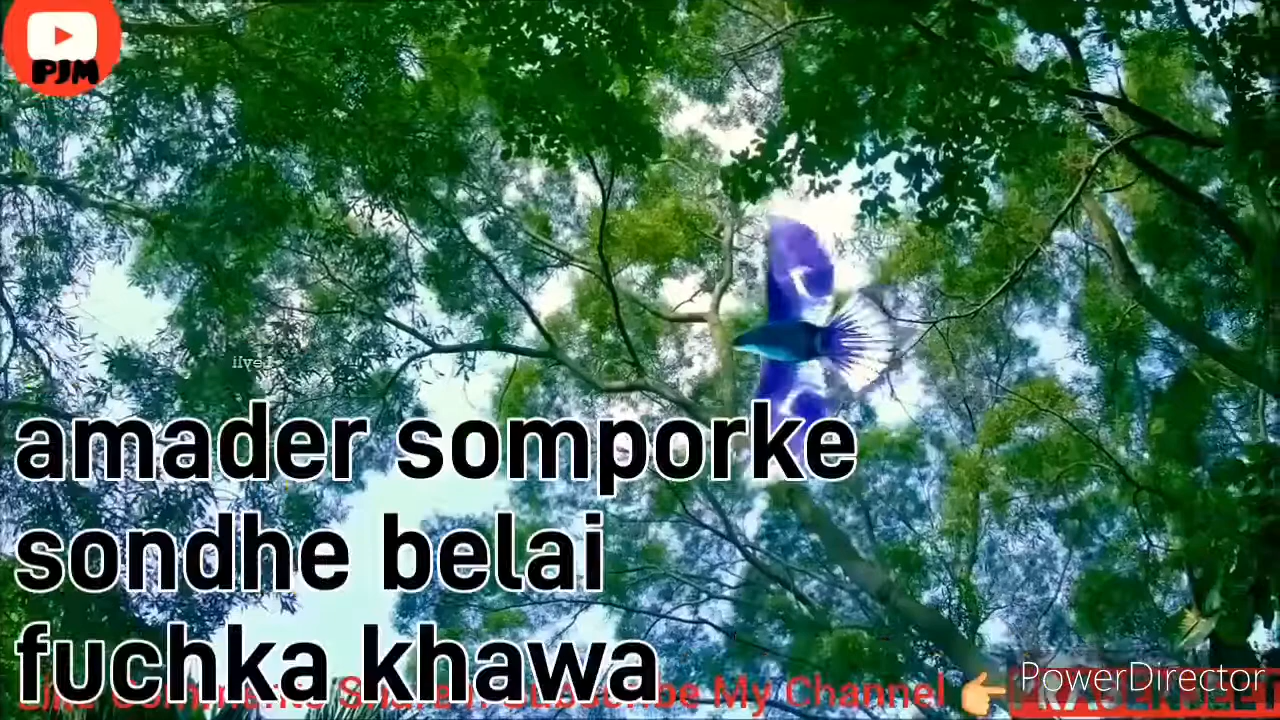 PJM
amader somporke
sondhe belai
fuchka khawa
My Channel
PowerDirector